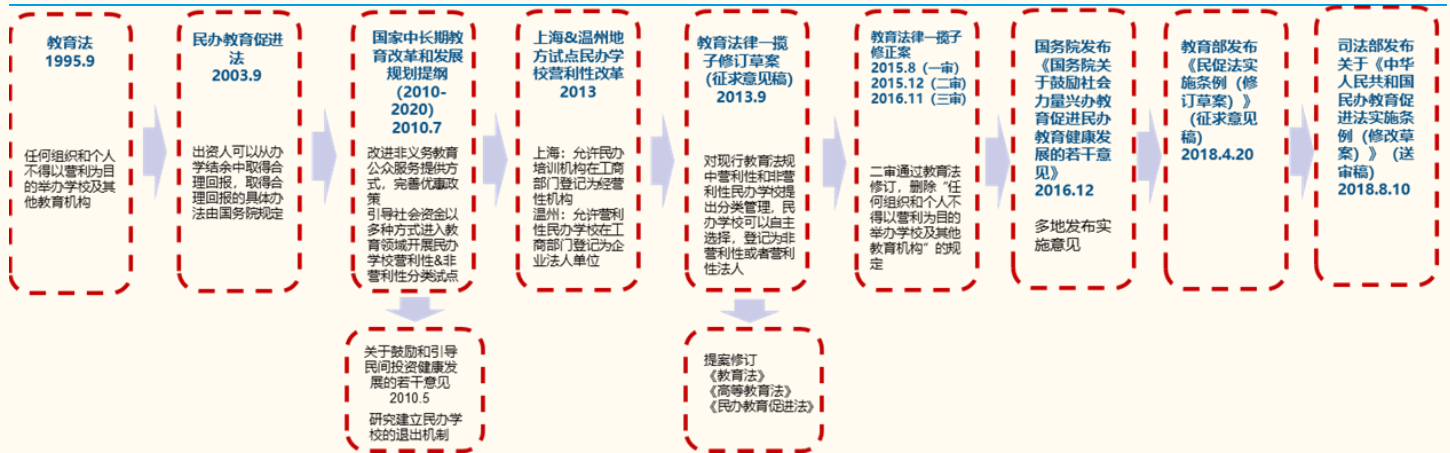 教育法
1995.9
任何组织和个人
不得以营利为目
的举办学校及其
他教育机构
民办教育促进
法
2003.9
出资人可以从办
学结余中取得合
理回报，取得合
理回报的具体办
法由国务院规定
国家中长期教
育改革和发展
规划提纲
（2010-
2020）
2010.7
改进非义务教育
公众服务提供方
式，完善优惠政
策
引导社会资金以
多种方式进入教
育领域开展民办
学校营利性&非
营利性分类试点
关于鼓励和引导
民间投资健康发
展的若干意见
2010.5
研究建立民办学
校的退出机制
上海&温州地
方试点民办学
校营利性改革
2013
上海：允许民办
培训机构在工商
部门登记为经营
性机构
温州：允许营利
性民办学校在工
商部门登记为企
业法人单位
教育法律一揽
子修订草案
（征求意见稿）
2013.9
对现行教育法规
中营利性和非营
利性民办学校提
出分类管理，民
办学校可以自主
选择，登记为非
营利性或者营利
性法人
提案修订
《教育法》
《高等教育法》
《民办教育促进法》
教育法律一揽子
修正案
2015.8（一审）
2015.12（二审）
2016.11（三审）
二审通过教育法
修订，删除“任
何组织和个人不
得以营利为目的
举办学校及其他
教育机构”的规
定
国务院发布
《国务院关
于鼓励社会
力量兴办教
育促进民办
教育健康发
展的若干意
见》
2016.12
多地发布实
施意见
教育部发布
《民促法实
施条例（修
订草案）》
（征求意见
稿）
2018.4.20
司法部发布
关于《中华
人民共和国
民办教育促
进法实施条
例（修改草
案）》（送
审稿）
2018.8.10